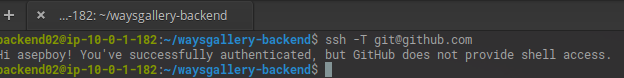 ...-182: ~/waysgallery-backend
backend02@ip-10-0-1-182:~/waysgallery-backend$ ssh -T git@github.com
Hi asepboy! You've successfully authenticated, but GitHub does not provide shell access.
backend02@ip-10-0-1-182:~/waysgallery-backend$